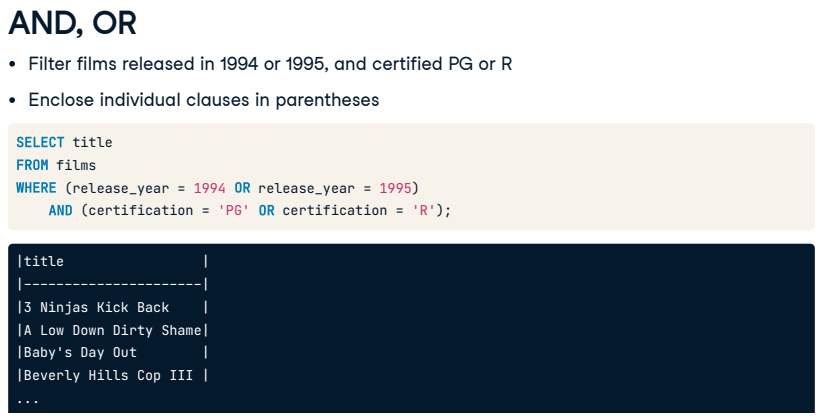 AND, OR
• Filter films released in 1994 or 1995, and certified PG or R
• Enclose individual clauses in parentheses
SELECT title
FROM films
WHERE (release_year = 1994 OR release_year = 1995)
    AND (certification = 'PG' OR certification = 'R');
|title                 |
|----------------------|
|3 Ninjas Kick Back    |
|A Low Down Dirty Shame|
|Baby's Day Out        |
|Beverly Hills Cop III |
...